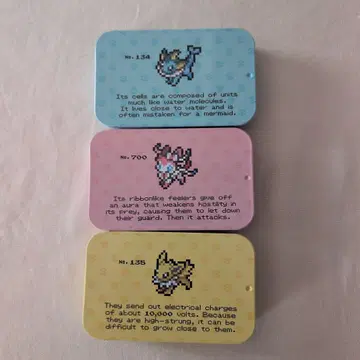 No.134
Its cells are composed of units
much like water molecules.
It lives close to water and is
often mistaken for a mermaid.
No.700
Its ribbonlike feelers give off
an aura that weakens hostility in
its prey, causing them to let down
their guard. Then it attacks.
No.135
They send out electrical charges
of about 10,000 volts. Because
they are high-strung, it can be
difficult to grow close to them.